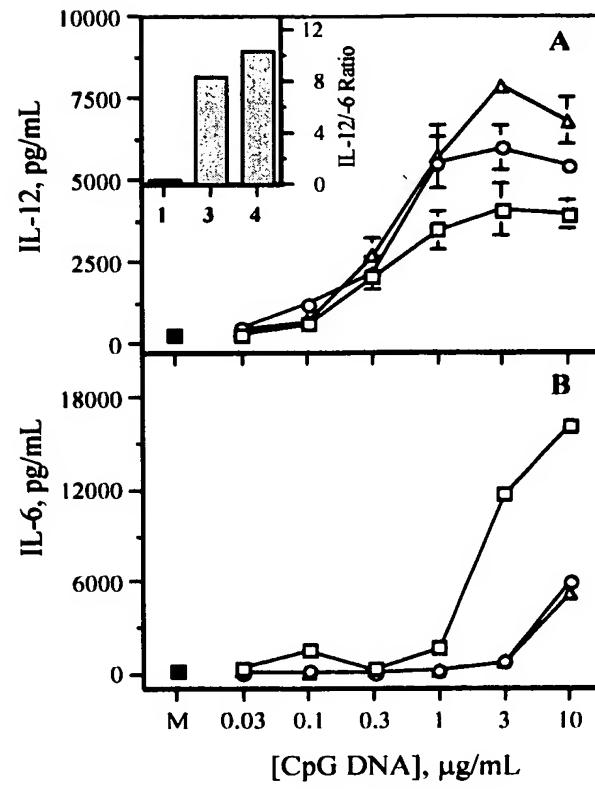 A
IL-12, pg/mL
10000
7500
5000
2500
0
12
8
4
0
IL-12/-6 Ratio
1 3 4
B
IL-6, pg/mL
18000
12000
6000
0
M 0.03 0.1 0.3 1 3 10
[CpG DNA], μg/mL